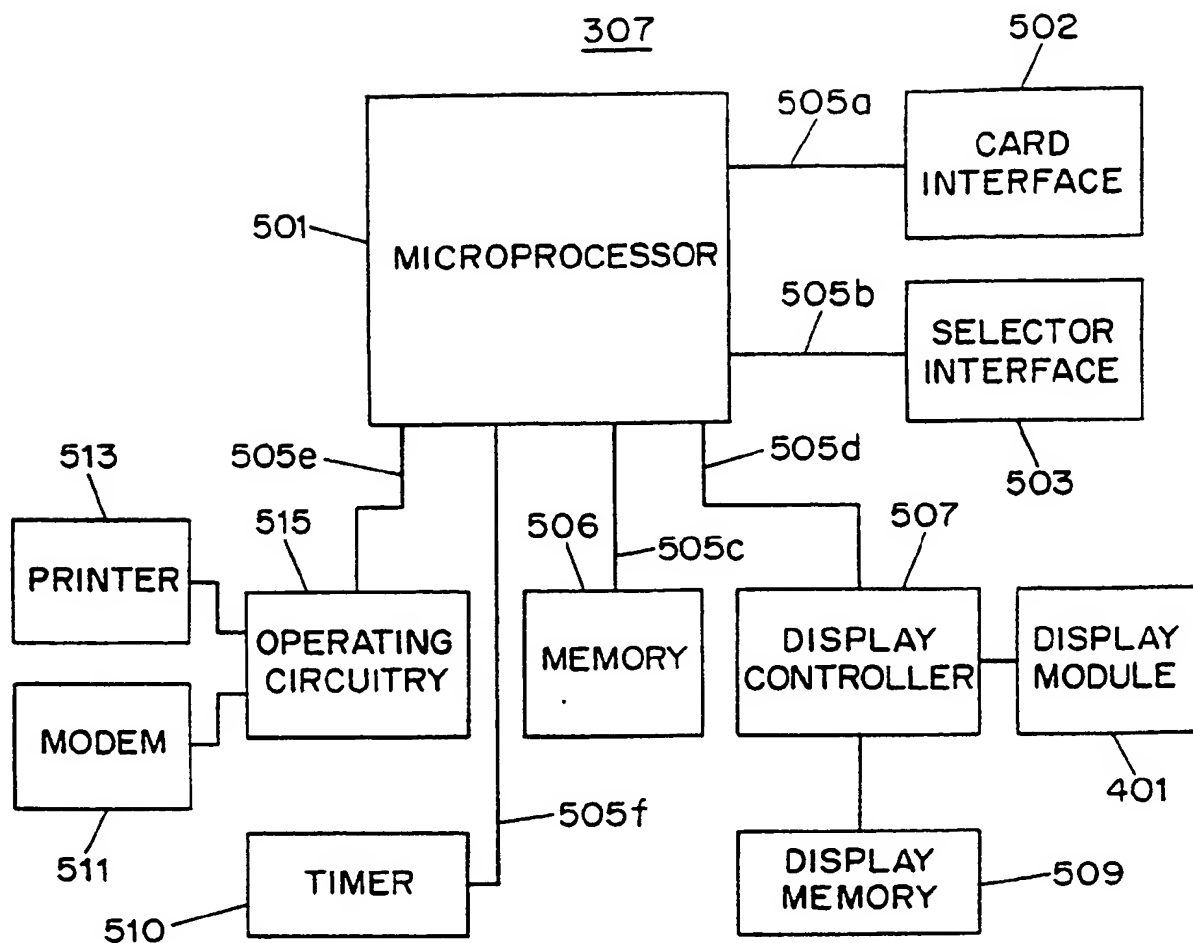 307
502
505a
CARD
INTERFACE
501
MICROPROCESSOR
505b
SELECTOR
INTERFACE
503
505e
505d
513
515
506
505c
507
PRINTER
OPERATING
CIRCUITRY
MEMORY
DISPLAY
CONTROLLER
DISPLAY
MODULE
MODEM
511
505f
401
TIMER
510
DISPLAY
MEMORY
509